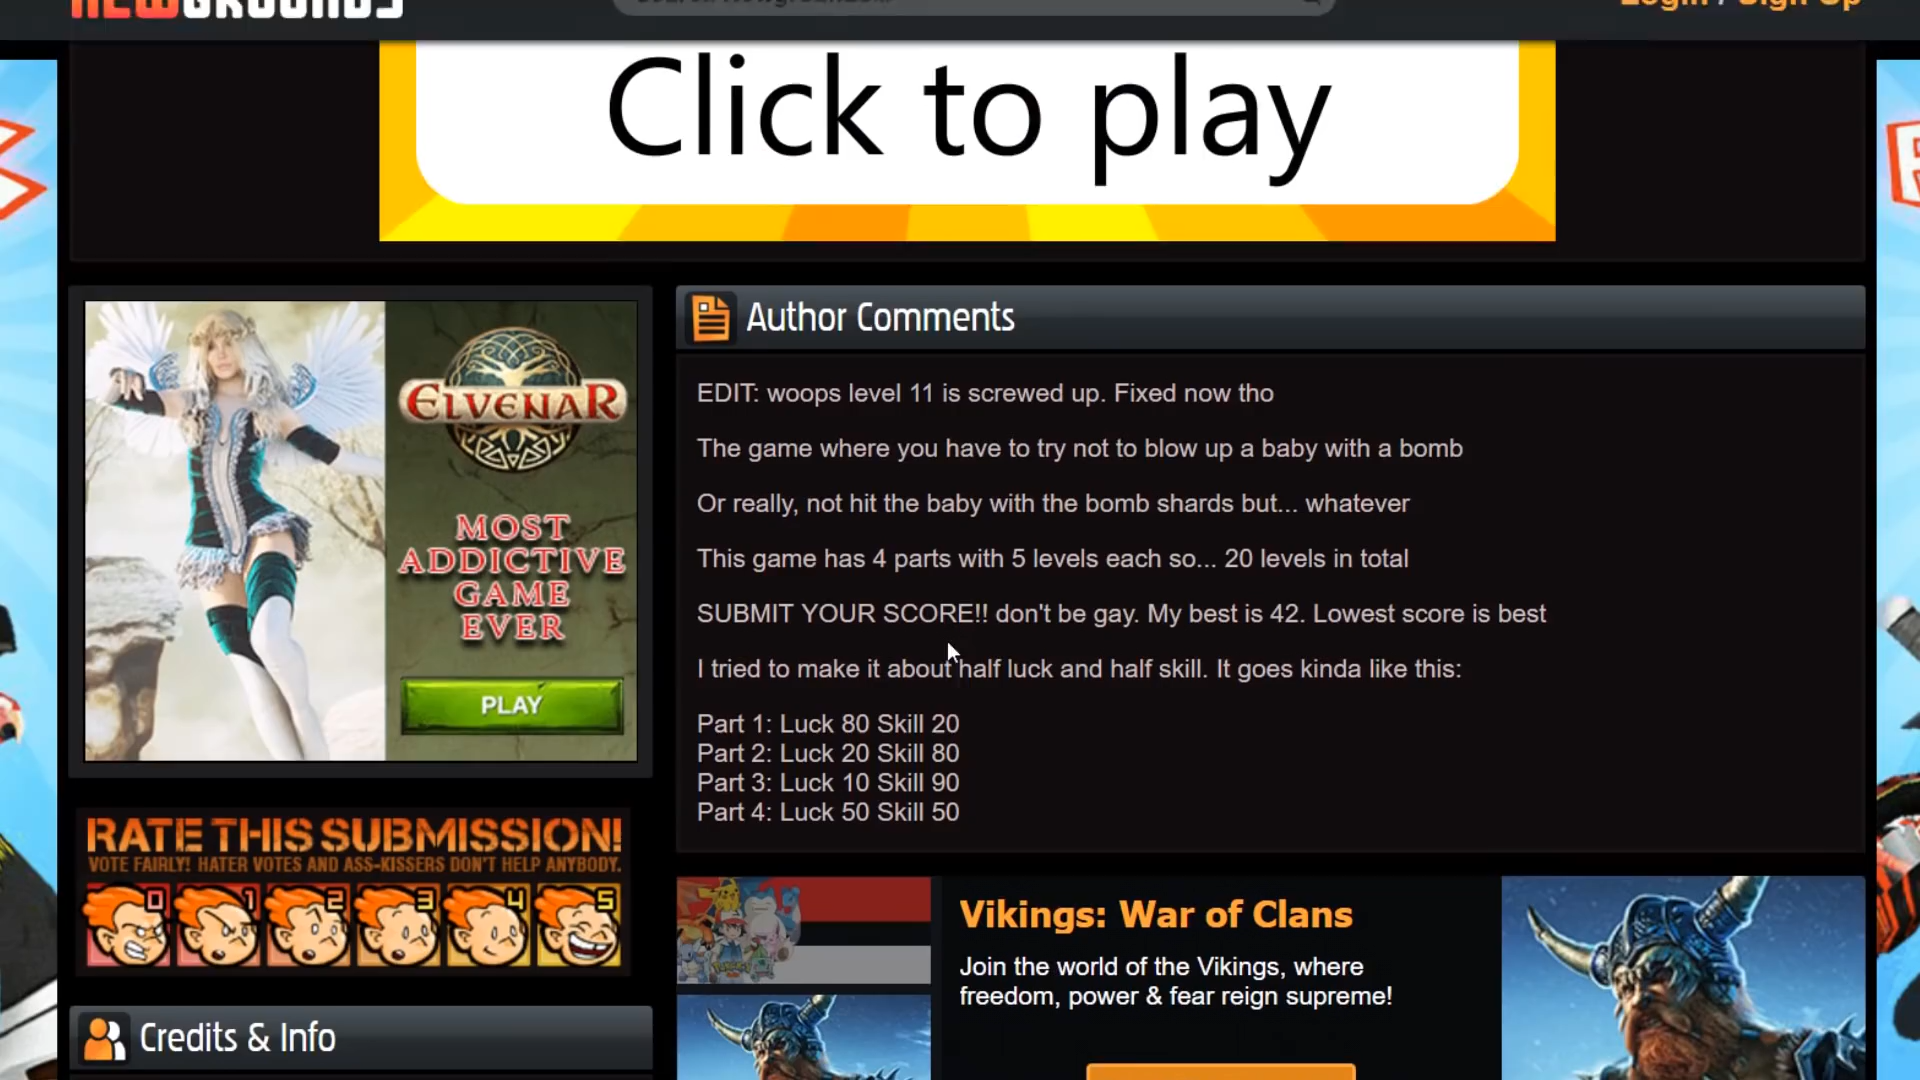 NEWGROUNDS
Login / Sign Up
Click to play
ELVENAR
MOST
ADDICTIVE
GAME
EVER
PLAY
Author Comments
EDIT: woops level 11 is screwed up. Fixed now tho
The game where you have to try not to blow up a baby with a bomb
Or really, not hit the baby with the bomb shards but... whatever
This game has 4 parts with 5 levels each so... 20 levels in total
SUBMIT YOUR SCORE!! don't be gay. My best is 42. Lowest score is best
I tried to make it about half luck and half skill. It goes kinda like this:
Part 1: Luck 80 Skill 20
Part 2: Luck 20 Skill 80
Part 3: Luck 10 Skill 90
Part 4: Luck 50 Skill 50
RATE THIS SUBMISSION!
VOTE FAIRLY! HATER VOTES AND ASS-KISSERS DON'T HELP ANYBODY.
0 1 2 3 4 5
Credits & Info
Vikings: War of Clans
Join the world of the Vikings, where
freedom, power & fear reign supreme!